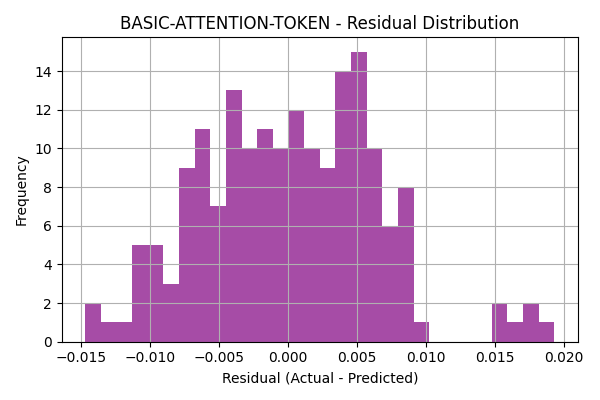 BASIC-ATTENTION-TOKEN - Residual Distribution
Frequency
14
12
10
8
6
4
2
0
−0.015 −0.010 −0.005 0.000 0.005 0.010 0.015 0.020
Residual (Actual - Predicted)